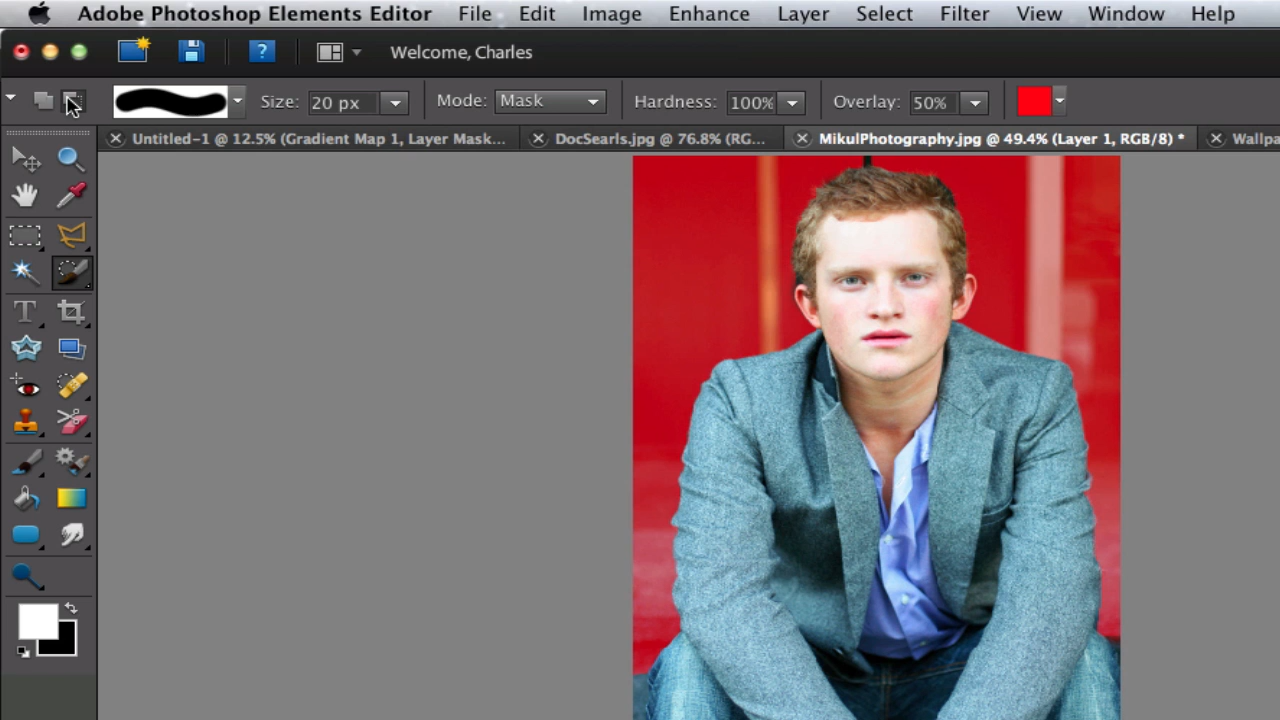 Adobe Photoshop Elements Editor File Edit Image Enhance Layer Select Filter View Window Help
Welcome, Charles
Size: 20 px Mode: Mask Hardness: 100% Overlay: 50%
Untitled-1 @ 12.5% (Gradient Map 1, Layer Mask... DocSearls.jpg @ 76.8% (RG... MikulPhotography.jpg @ 49.4% (Layer 1, RGB/8) * Wallpa
T